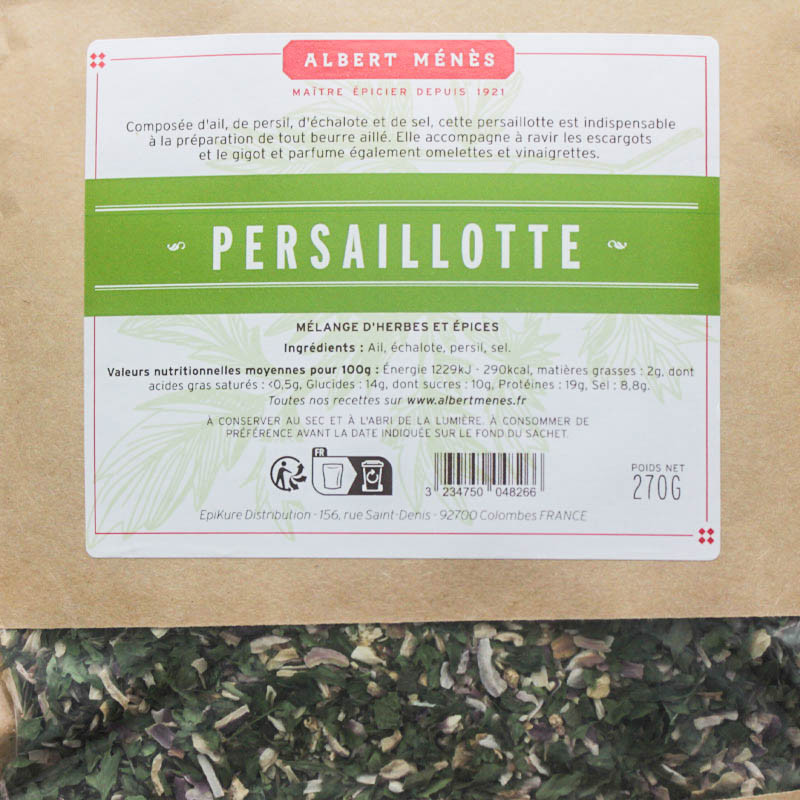 ALBERT MÉNÈS
MAÎTRE ÉPICIER DEPUIS 1921
Composée d'ail, de persil, d'échalote et de sel, cette persaillotte est indispensable
à la préparation de tout beurre aillé. Elle accompagne à ravir les escargots
et le gigot et parfume également omelettes et vinaigrettes.
PERSAILLOTTE
MÉLANGE D'HERBES ET ÉPICES
Ingrédients : Ail, échalote, persil, sel.
Valeurs nutritionnelles moyennes pour 100g : Énergie 1229kJ - 290kcal, matières grasses : 2g, dont
acides gras saturés : <0,5g, Glucides : 14g, dont sucres : 10g, Protéines : 19g, Sel : 8,8g.
Toutes nos recettes sur www.albertmenes.fr
À CONSERVER AU SEC ET À L'ABRI DE LA LUMIÈRE. À CONSOMMER DE
PRÉFÉRENCE AVANT LA DATE INDIQUÉE SUR LE FOND DU SACHET.
FR
3 234750 048266
POIDS NET
270G
EpiKure Distribution - 156, rue Saint-Denis - 92700 Colombes FRANCE